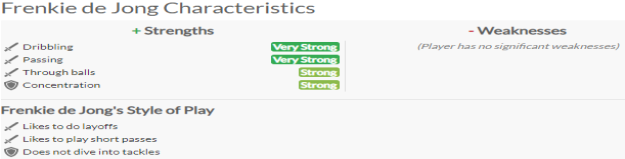 Frenkie de Jong Characteristics
+ Strengths
Dribbling Very Strong
Passing Very Strong
Through balls Strong
Concentration Strong
- Weaknesses
(Player has no significant weaknesses)
Frenkie de Jong's Style of Play
Likes to do layoffs
Likes to play short passes
Does not dive into tackles